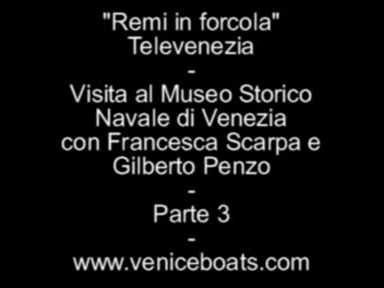 "Remi in forcola"
Televenezia
-
Visita al Museo Storico
Navale di Venezia
con Francesca Scarpa e
Gilberto Penzo
-
Parte 3
-
www.veniceboats.com